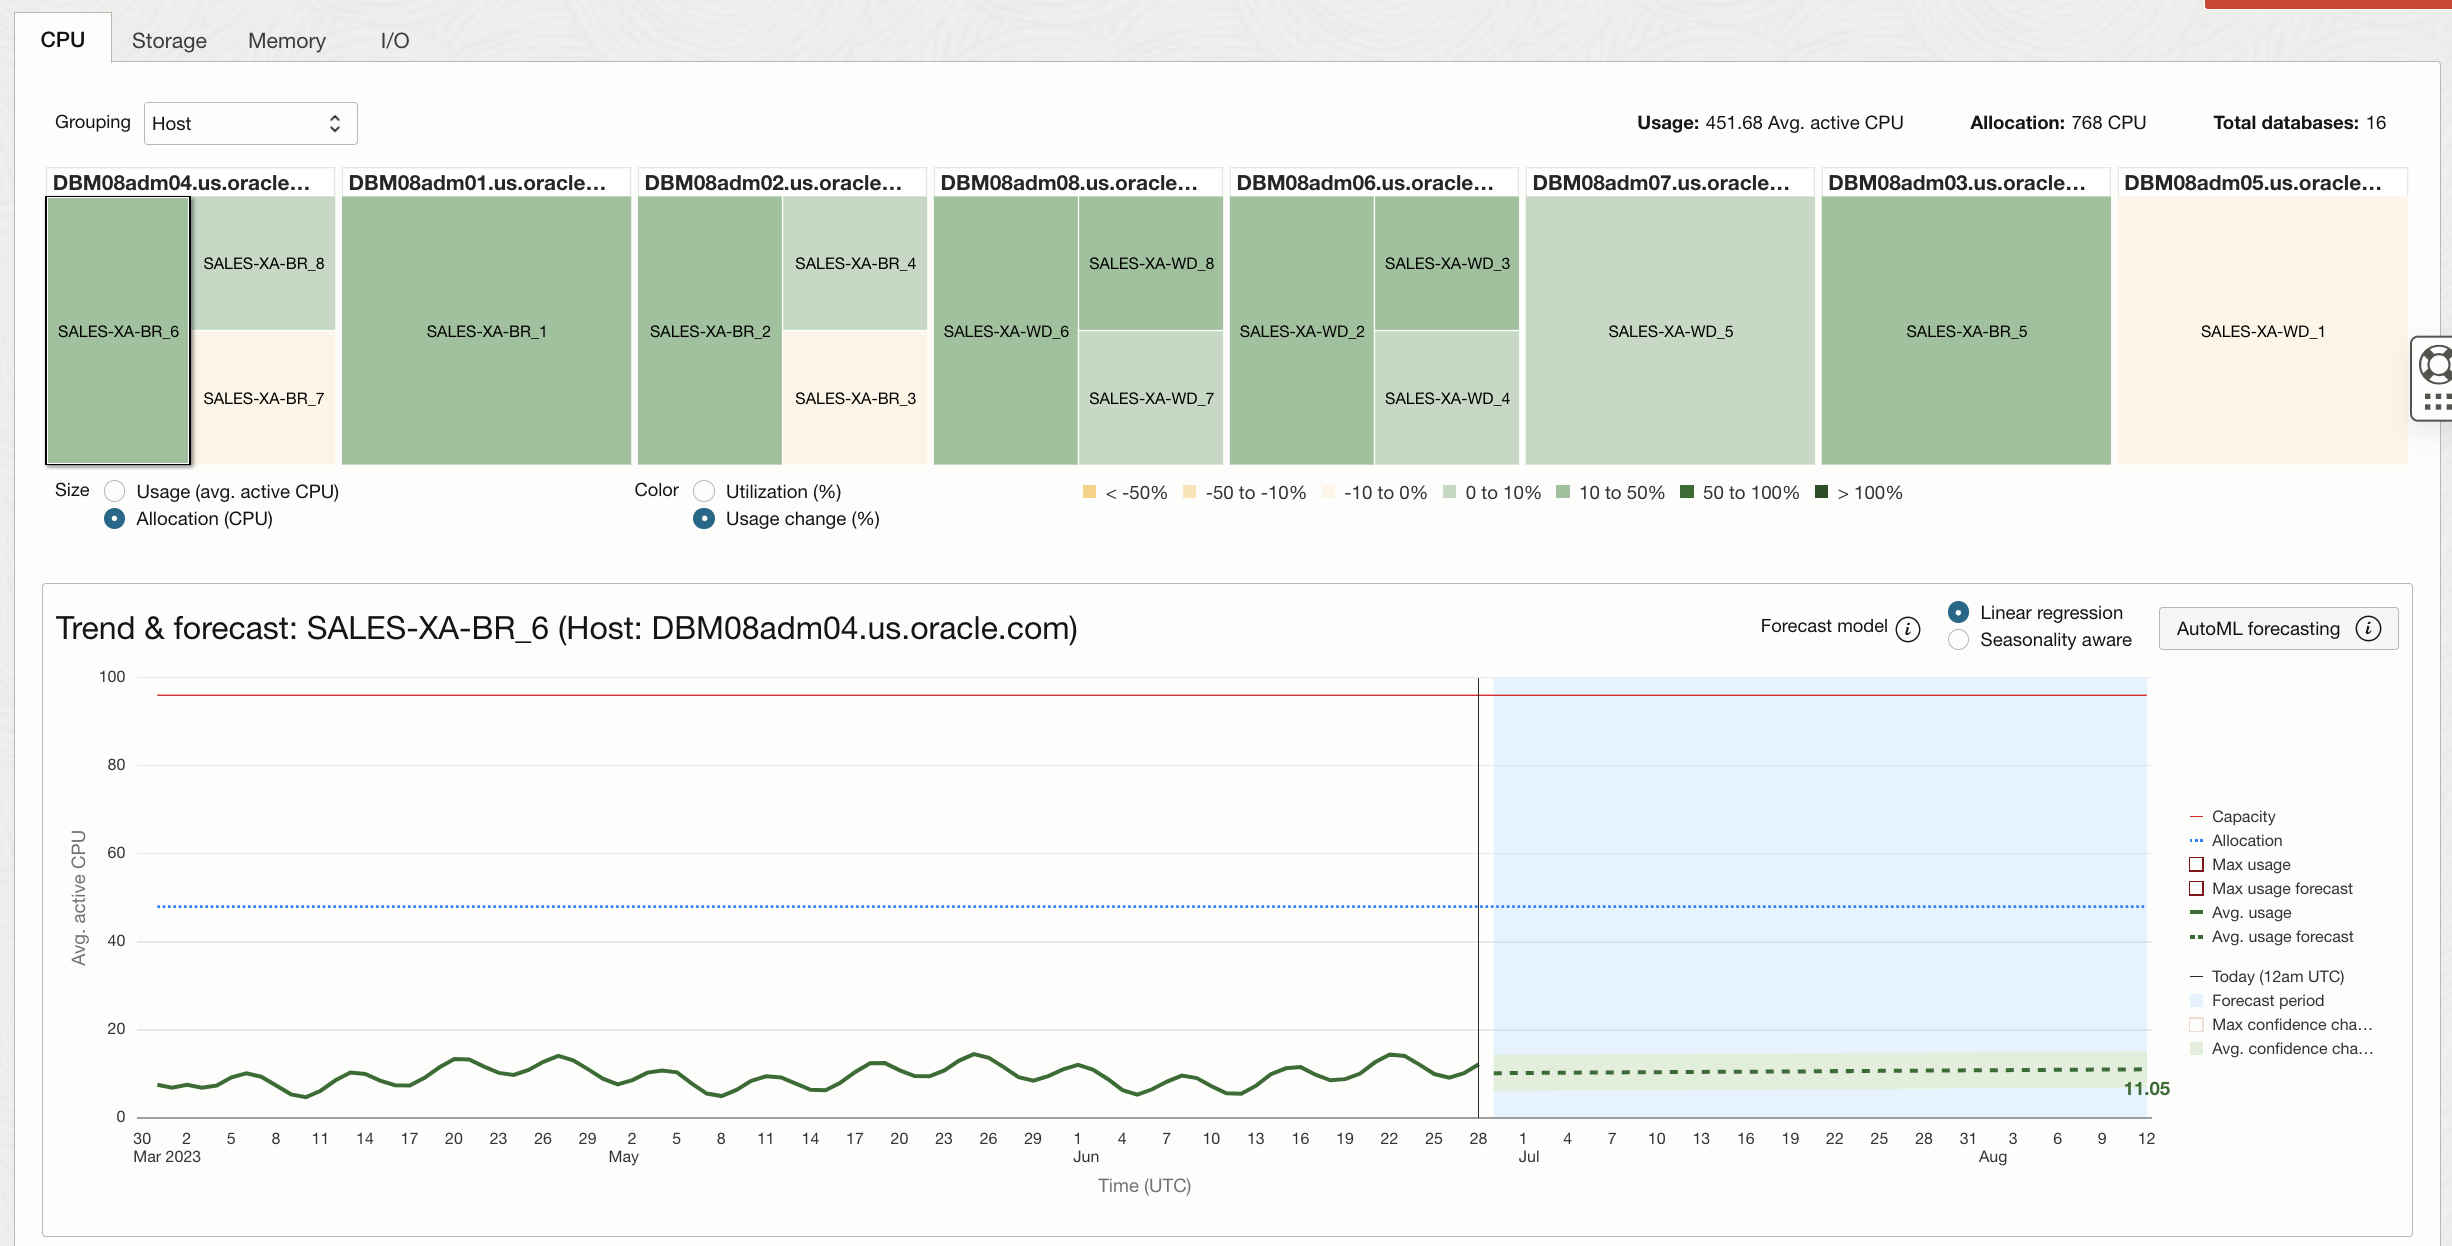 CPU Storage Memory I/O
Grouping Host Usage: 451.68 Avg. active CPU Allocation: 768 CPU Total databases: 16
DBM08adm04.us.oracle... DBM08adm01.us.oracle... DBM08adm02.us.oracle... DBM08adm08.us.oracle... DBM08adm06.us.oracle... DBM08adm07.us.oracle... DBM08adm03.us.oracle... DBM08adm05.us.oracle...
SALES-XA-BR_8 SALES-XA-BR_4 SALES-XA-WD_8 SALES-XA-WD_3
SALES-XA-BR_6 SALES-XA-BR_1 SALES-XA-BR_2 SALES-XA-WD_6 SALES-XA-WD_2 SALES-XA-WD_5 SALES-XA-BR_5 SALES-XA-WD_1
SALES-XA-BR_7 SALES-XA-BR_3 SALES-XA-WD_7 SALES-XA-WD_4
Size Usage (avg. active CPU) Color Utilization (%) < -50% -50 to -10% -10 to 0% 0 to 10% 10 to 50% 50 to 100% > 100%
Allocation (CPU) Usage change (%)
Trend & forecast: SALES-XA-BR_6 (Host: DBM08adm04.us.oracle.com) Forecast model i Linear regression AutoML forecasting i
Seasonality aware
100
80
60
40
20
0
Avg. active CPU
11.05
30 2 5 8 11 14 17 20 23 26 29 2 5 8 11 14 17 20 23 26 29 1 4 7 10 13 16 19 22 25 28 1 4 7 10 13 16 19 22 25 28 31 3 6 9 12
Mar 2023 May Jun Jul Aug
Time (UTC)
Capacity
Allocation
Max usage
Max usage forecast
Avg. usage
Avg. usage forecast
Today (12am UTC)
Forecast period
Max confidence cha...
Avg. confidence cha...